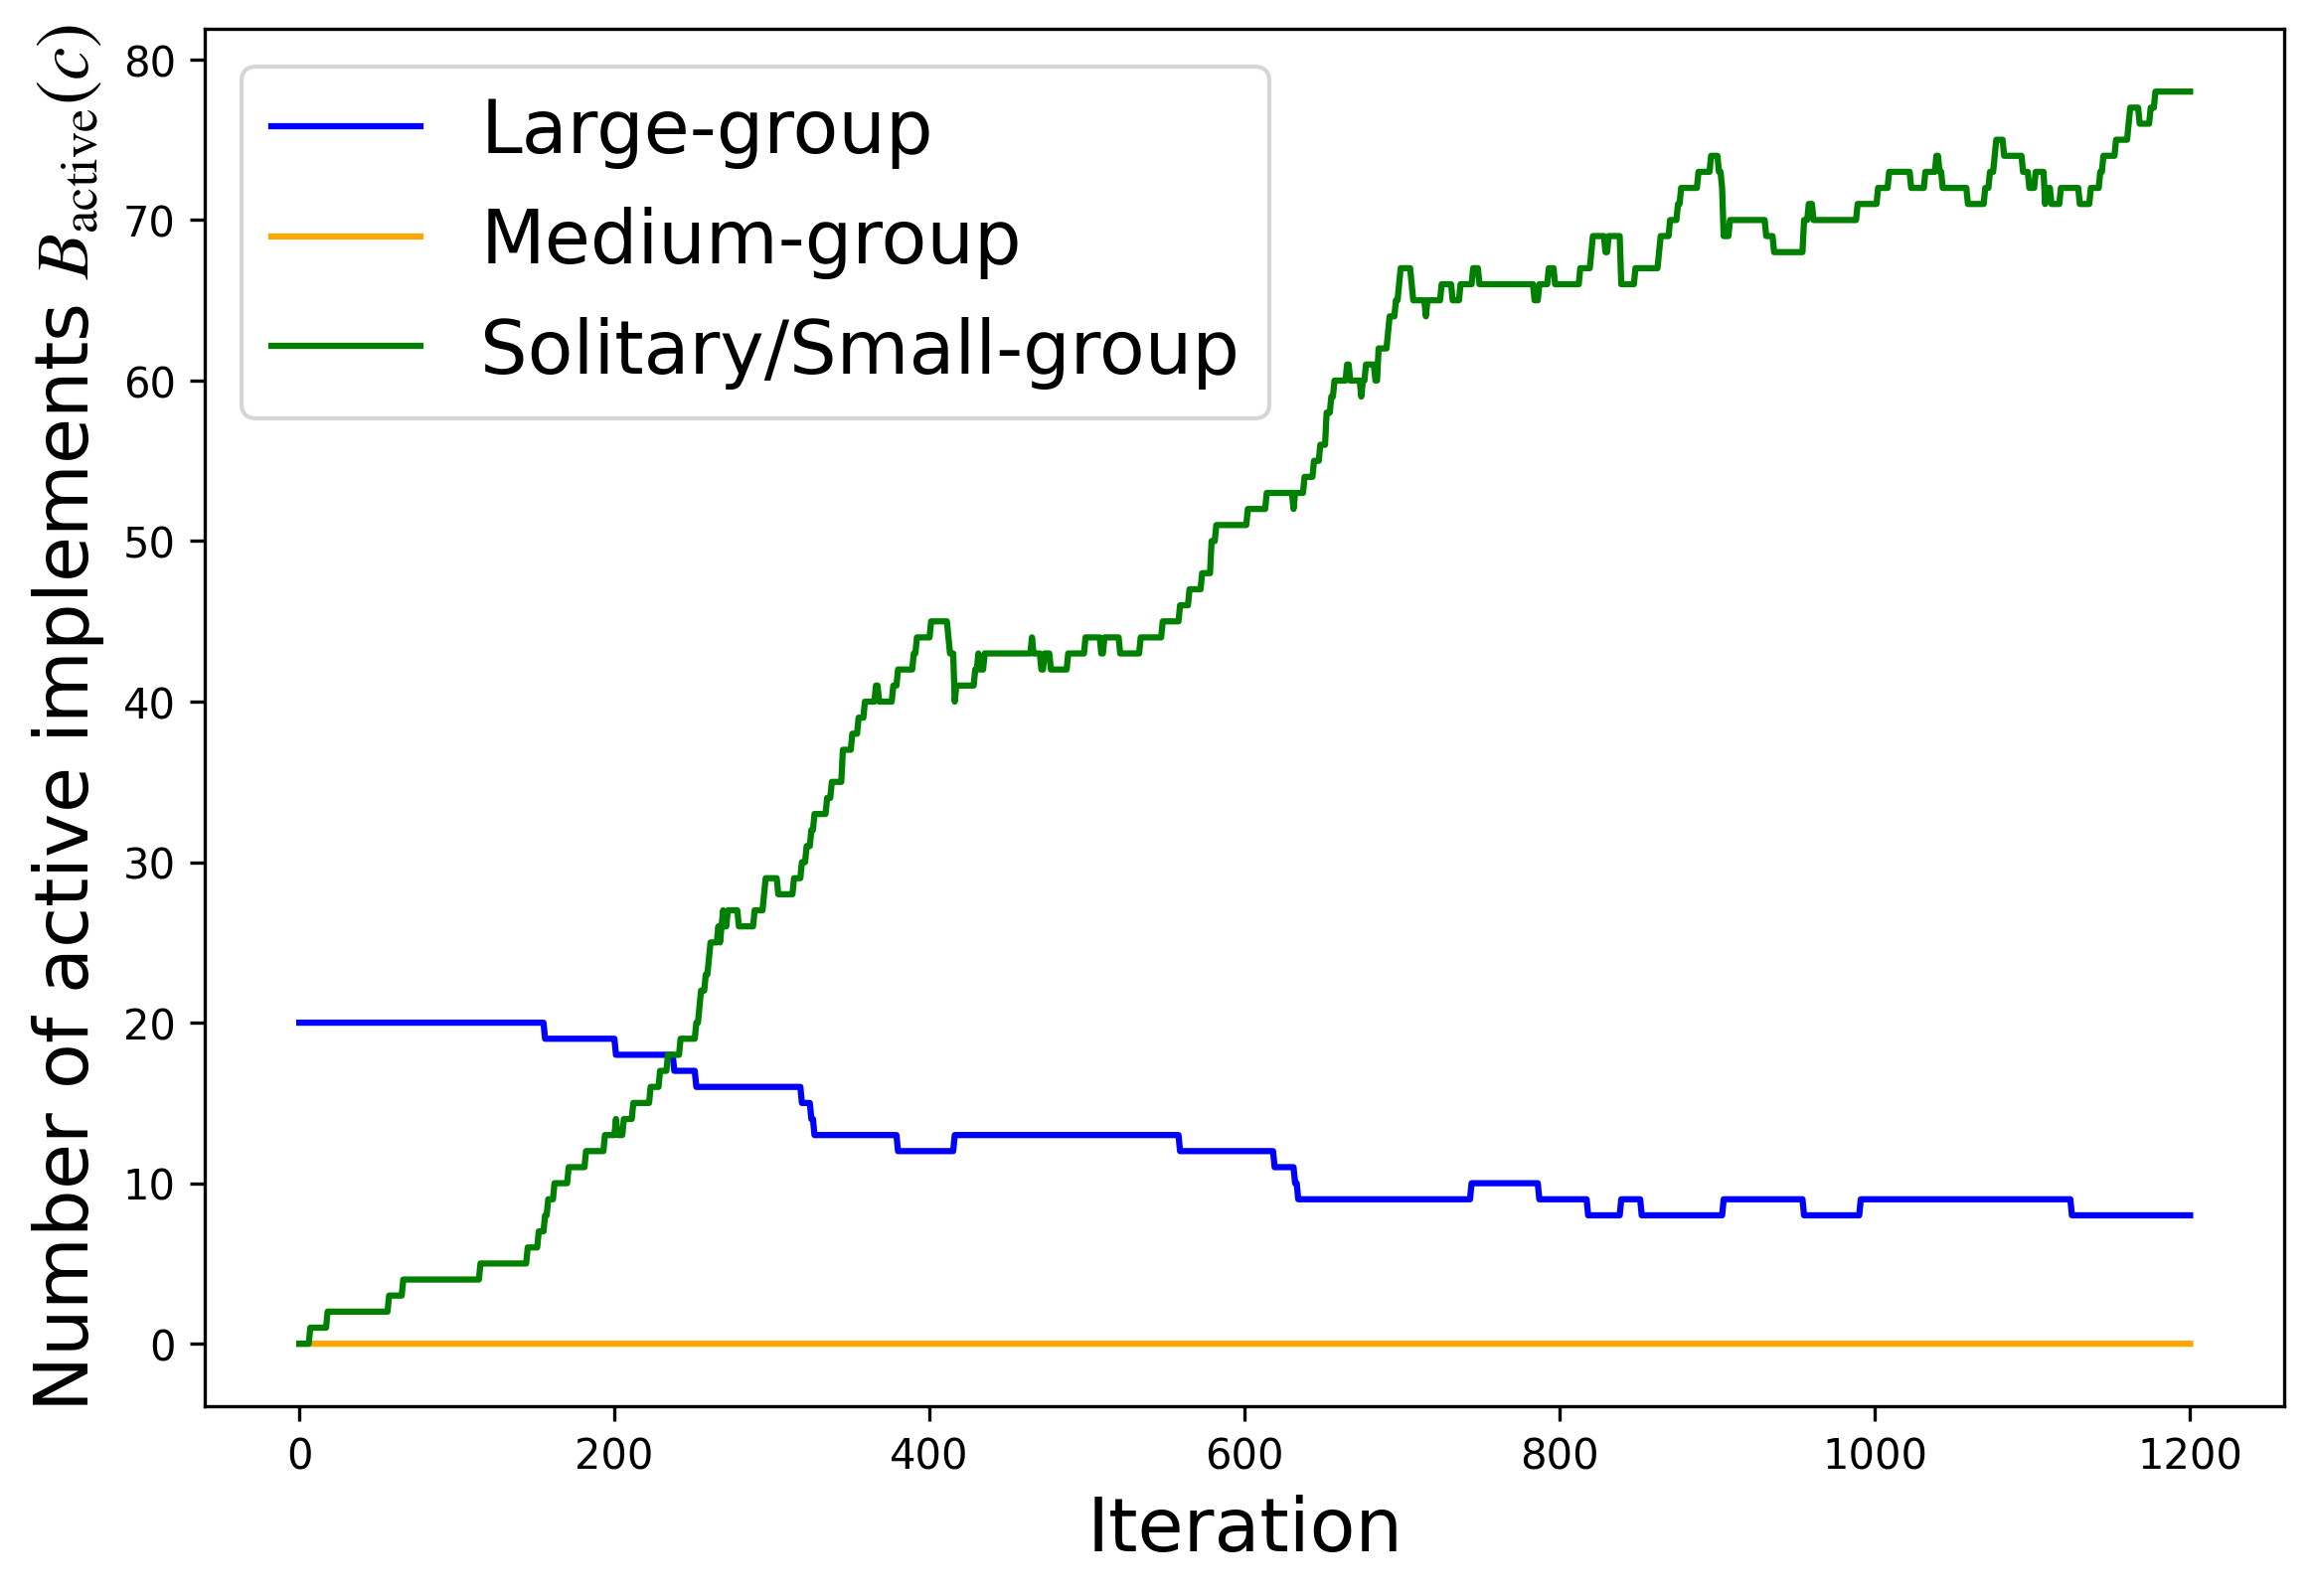 Number of active implements B_active(c)
80
70
60
50
40
30
20
10
0
Large-group
Medium-group
Solitary/Small-group
0 200 400 600 800 1000 1200
Iteration